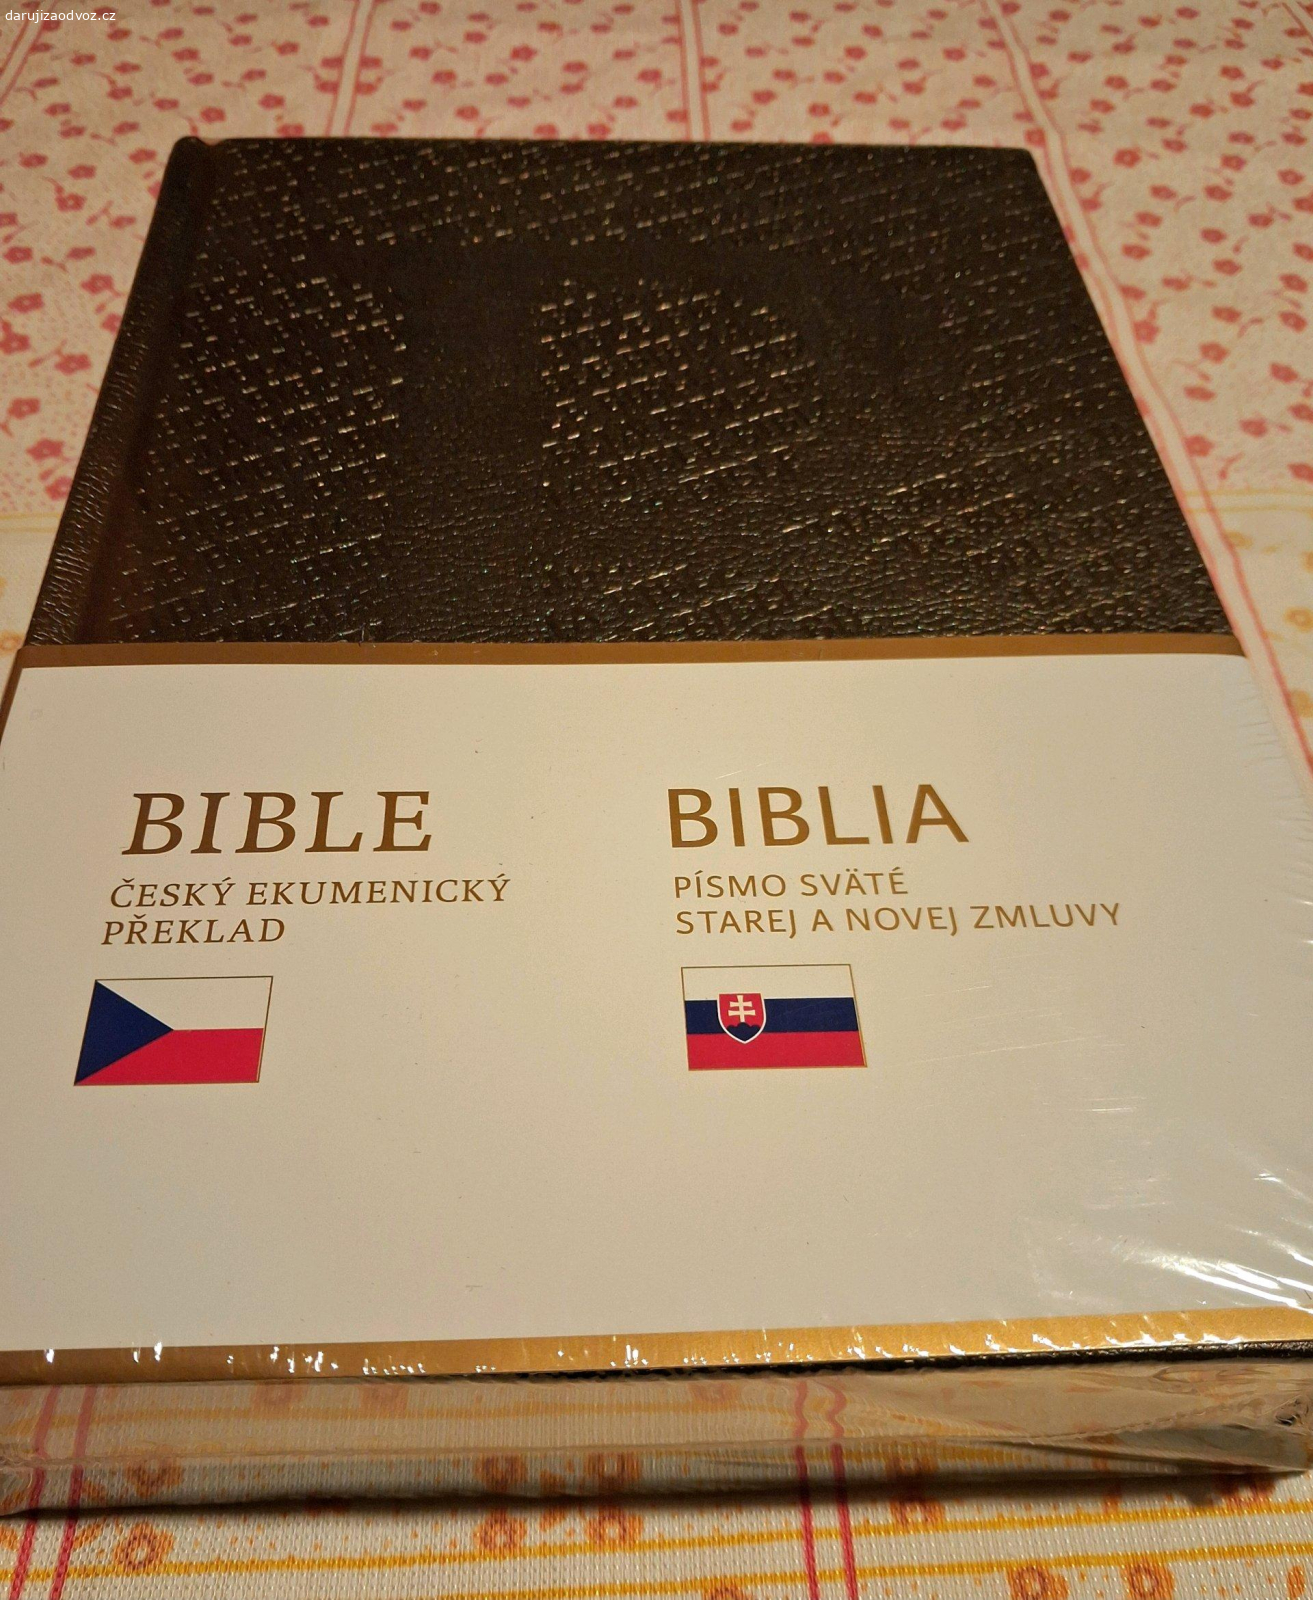 darujizaodvoz.cz
BIBLE
ČESKÝ EKUMENICKÝ
PŘEKLAD
BIBLIA
PÍSMO SVÄTÉ
STAREJ A NOVEJ ZMLUVY